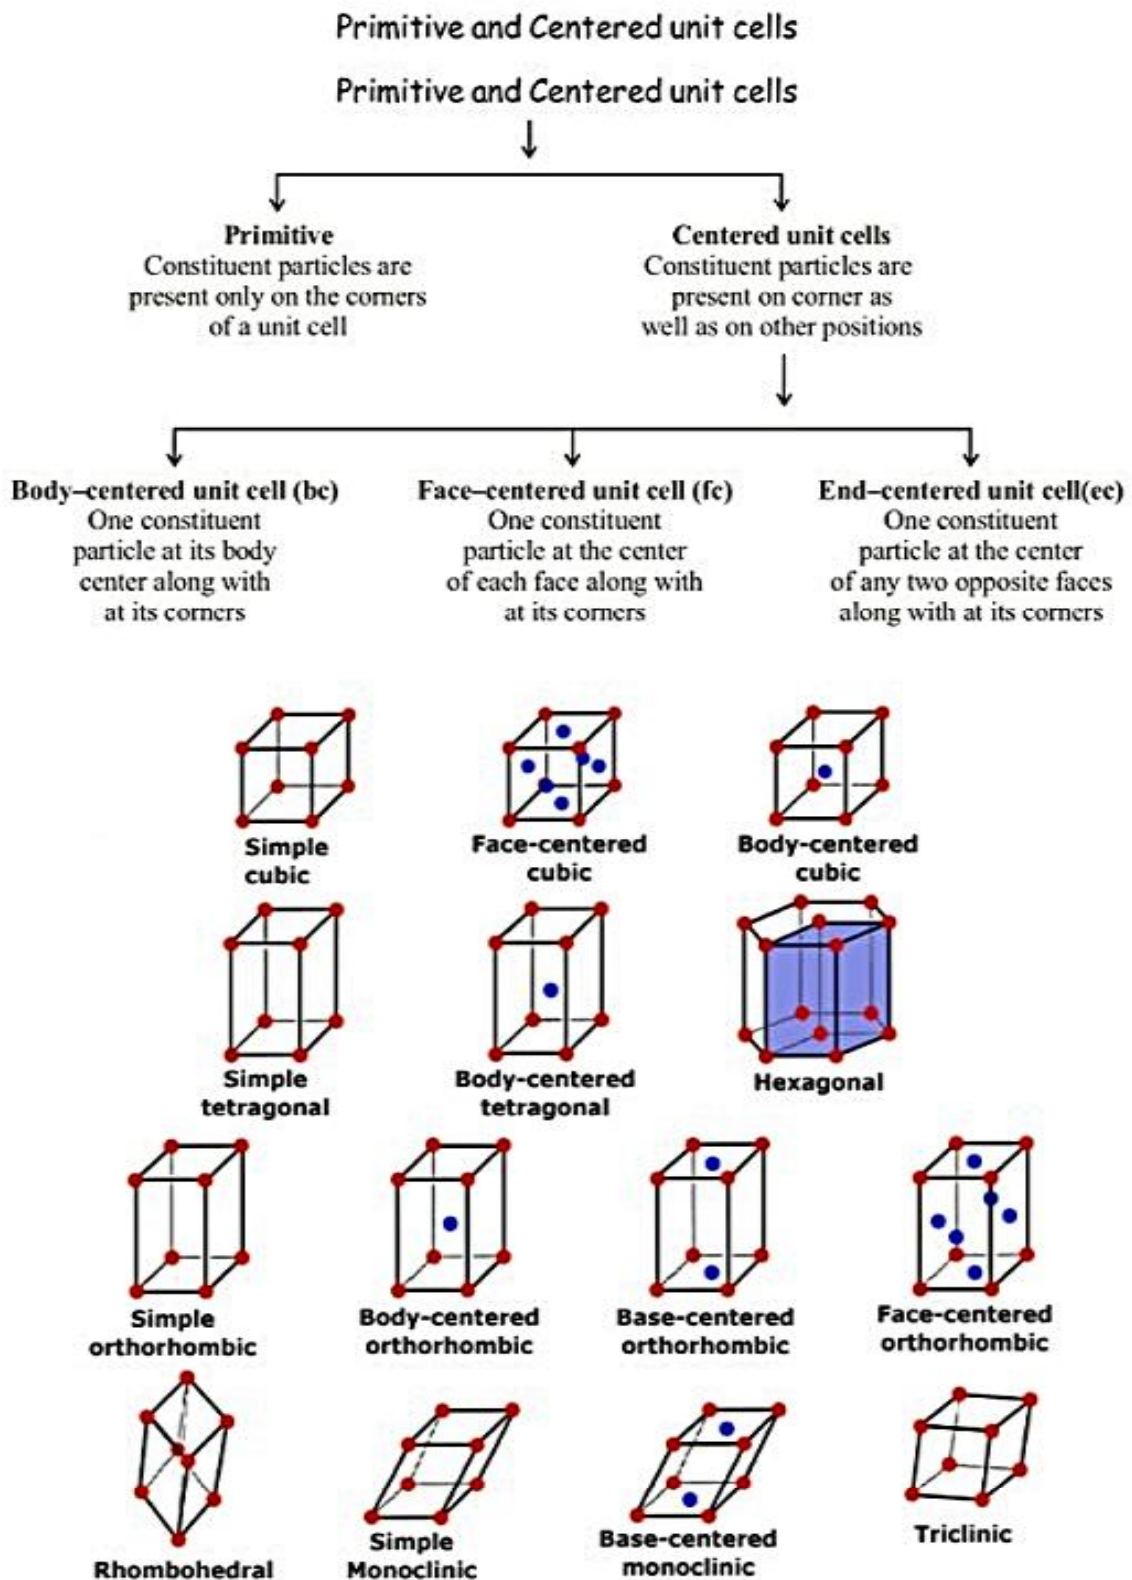 Primitive and Centered unit cells
Primitive and Centered unit cells
Primitive
Constituent particles are
present only on the corners
of a unit cell
Centered unit cells
Constituent particles are
present on corner as
well as on other positions
Body–centered unit cell (bc)
One constituent
particle at its body
center along with
at its corners
Face–centered unit cell (fc)
One constituent
particle at the center
of each face along with
at its corners
End–centered unit cell(ec)
One constituent
particle at the center
of any two opposite faces
along with at its corners
Simple
cubic
Face-centered
cubic
Body-centered
cubic
Simple
tetragonal
Body-centered
tetragonal
Hexagonal
Simple
orthorhombic
Body-centered
orthorhombic
Base-centered
orthorhombic
Face-centered
orthorhombic
Rhombohedral
Simple
Monoclinic
Base-centered
monoclinic
Triclinic